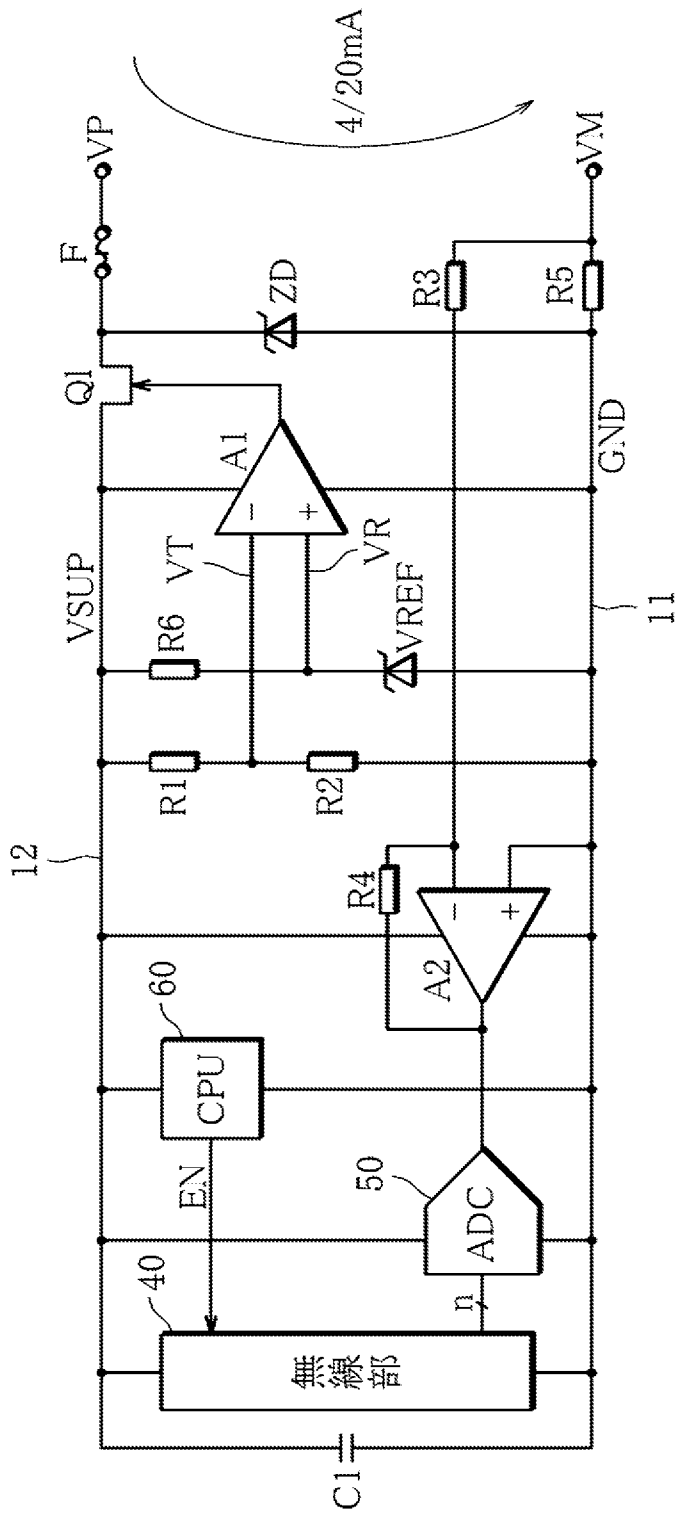 12
VSUP
Q1
F
VP
60
R1
R6
40
EN
CPU
VT
A1
ZD
4/20mA
無線部
C1
R4
R2
VR
50
VREF
n
ADC
A2
−
+
−
+
R3
R5
VM
11
GND